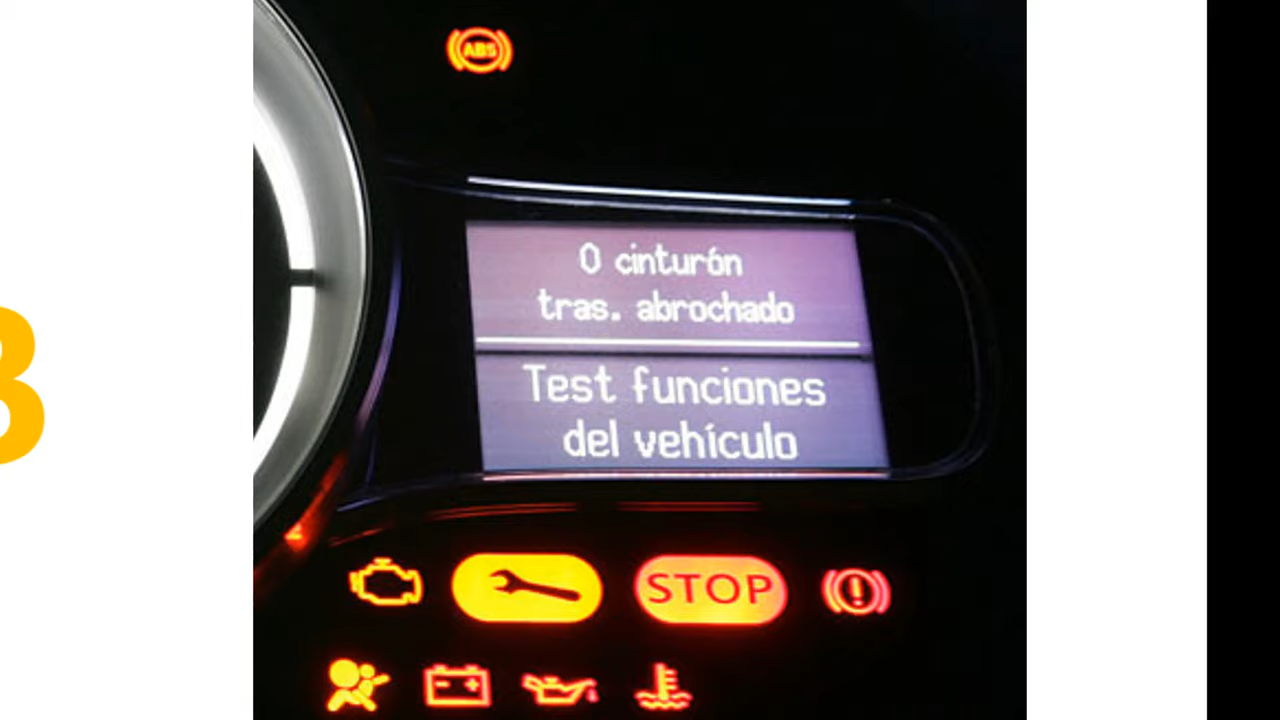 ABS
0 cinturón
tras. abrochado
Test funciones
del vehículo
STOP